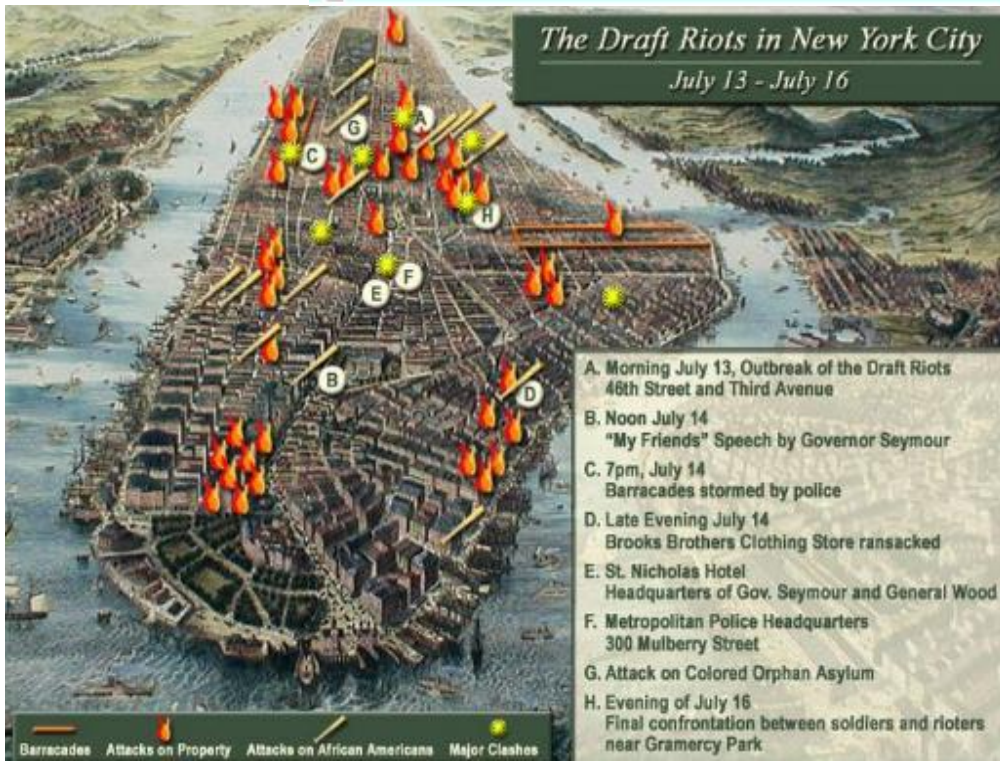 The Draft Riots in New York City
July 13 - July 16
G
A
C
H
F
E
B
D
A. Morning July 13, Outbreak of the Draft Riots
46th Street and Third Avenue
B. Noon July 14
“My Friends” Speech by Governor Seymour
C. 7pm, July 14
Barracades stormed by police
D. Late Evening July 14
Brooks Brothers Clothing Store ransacked
E. St. Nicholas Hotel
Headquarters of Gov. Seymour and General Wood
F. Metropolitan Police Headquarters
300 Mulberry Street
G. Attack on Colored Orphan Asylum
H. Evening of July 16
Final confrontation between soldiers and rioters
near Gramercy Park
Barracades Attacks on Property Attacks on African Americans Major Clashes